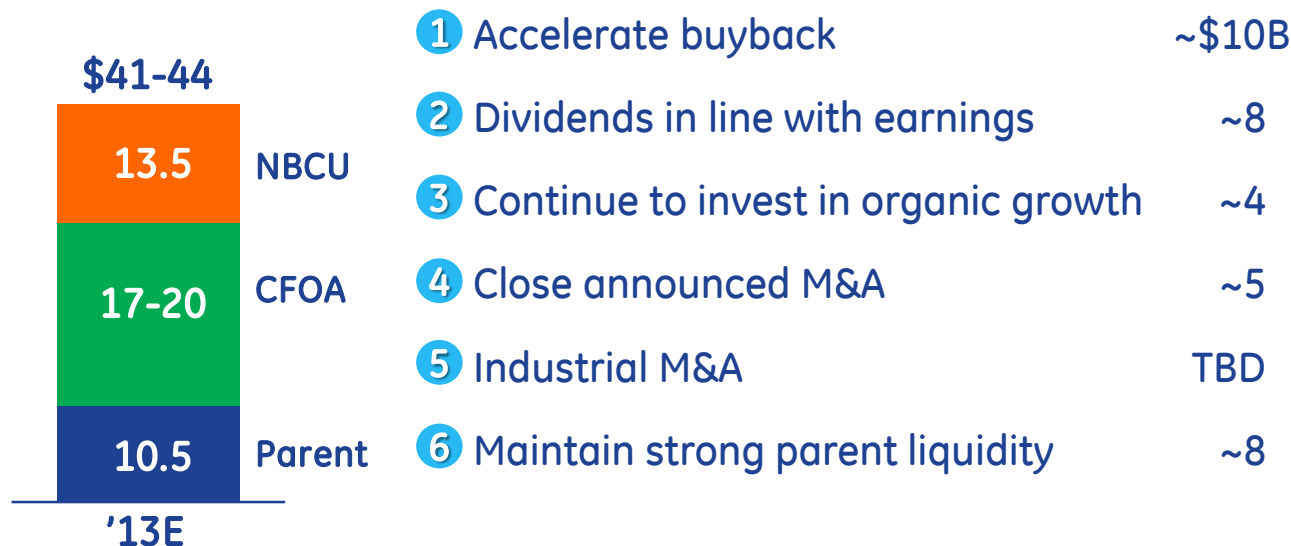 $41-44
13.5 NBCU
17-20 CFOA
10.5 Parent
'13E
1 Accelerate buyback ~$10B
2 Dividends in line with earnings ~8
3 Continue to invest in organic growth ~4
4 Close announced M&A ~5
5 Industrial M&A TBD
6 Maintain strong parent liquidity ~8